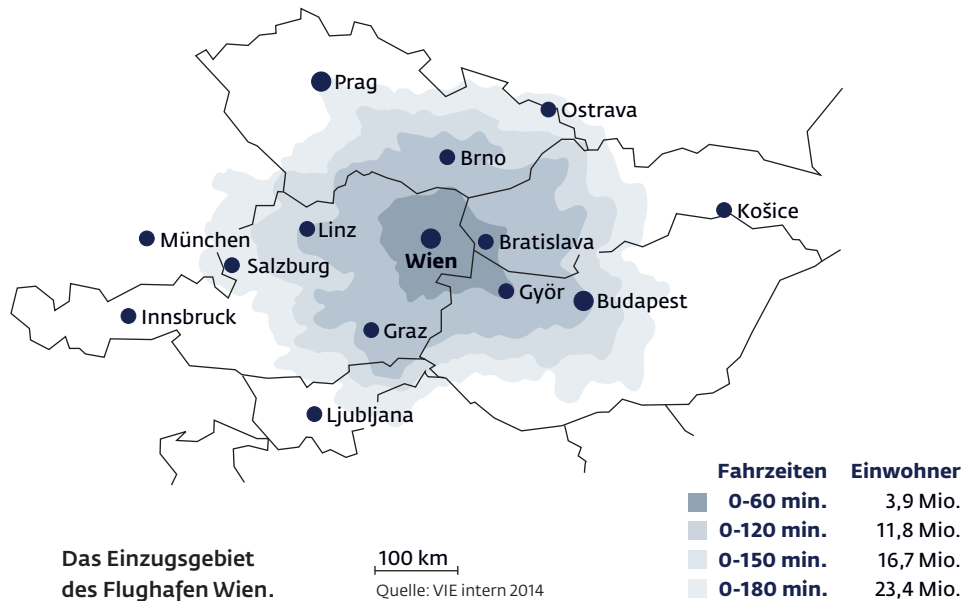 Prag
Ostrava
Brno
Košice
Linz
München
Bratislava
Wien
Salzburg
Györ
Budapest
Innsbruck
Graz
Ljubljana
Fahrzeiten Einwohner
0-60 min. 3,9 Mio.
0-120 min. 11,8 Mio.
0-150 min. 16,7 Mio.
0-180 min. 23,4 Mio.
Das Einzugsgebiet
des Flughafen Wien.
100 km
Quelle: VIE intern 2014